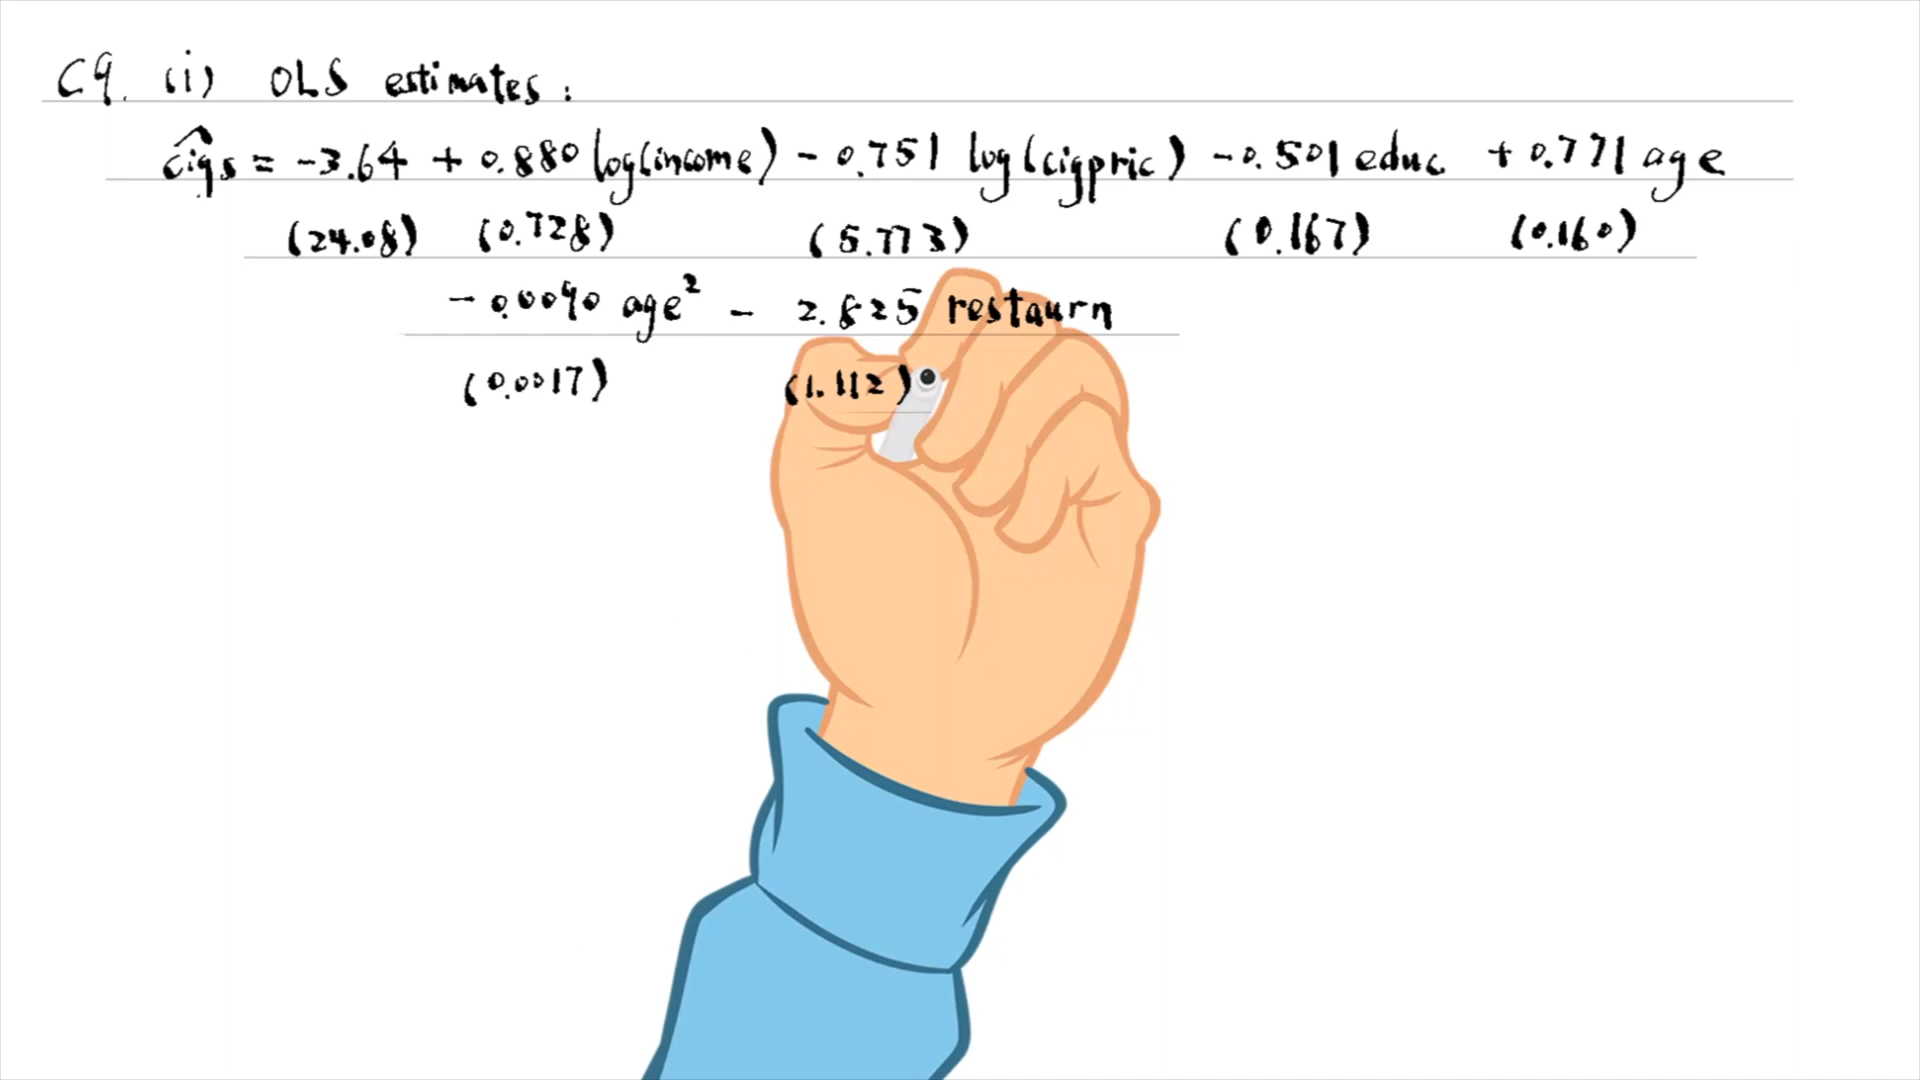 C9. (i) OLS estimates:
ciqs^ = -3.64 + 0.880 log(income) - 0.751 log(cigpric) - 0.501 educ + 0.771 age
(24.08) (0.728) (5.773) (0.167) (0.160)
- 0.0090 age² - 2.825 restaurn
(0.0017) (1.112)